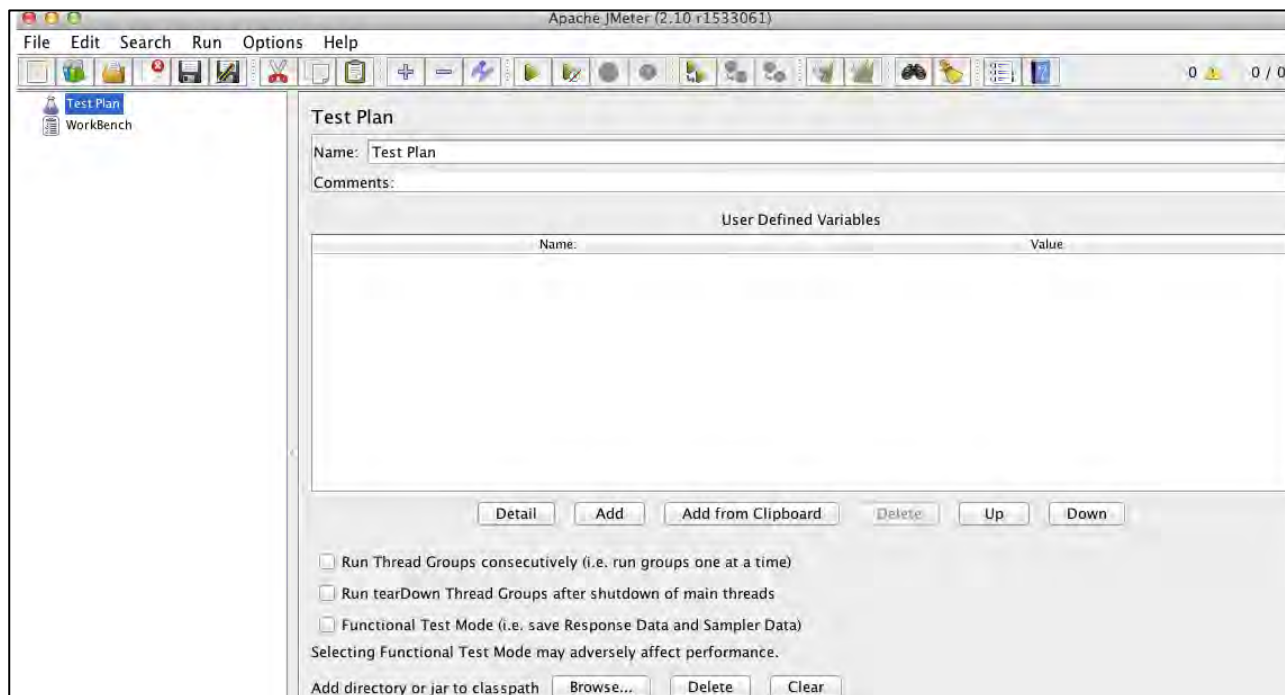 Apache JMeter (2.10 r1533061)
File Edit Search Run Options Help
0 0 / 0
Test Plan
WorkBench
Test Plan
Name: Test Plan
Comments:
User Defined Variables
Name: Value
Detail Add Add from Clipboard Delete Up Down
Run Thread Groups consecutively (i.e. run groups one at a time)
Run tearDown Thread Groups after shutdown of main threads
Functional Test Mode (i.e. save Response Data and Sampler Data)
Selecting Functional Test Mode may adversely affect performance.
Add directory or jar to classpath Browse... Delete Clear